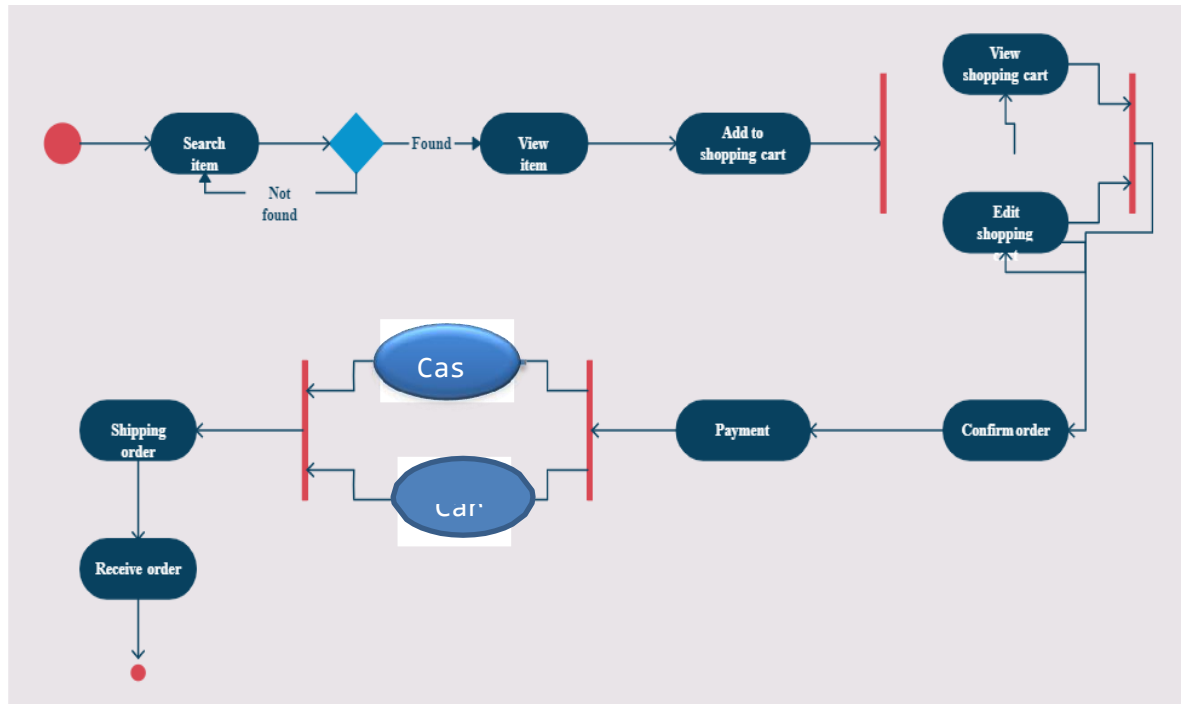 View
shopping cart
Search
item
Found
View
item
Add to
shopping cart
Not
found
Edit
shopping
Cas
Shipping
order
Payment
Confirm order
Receive order